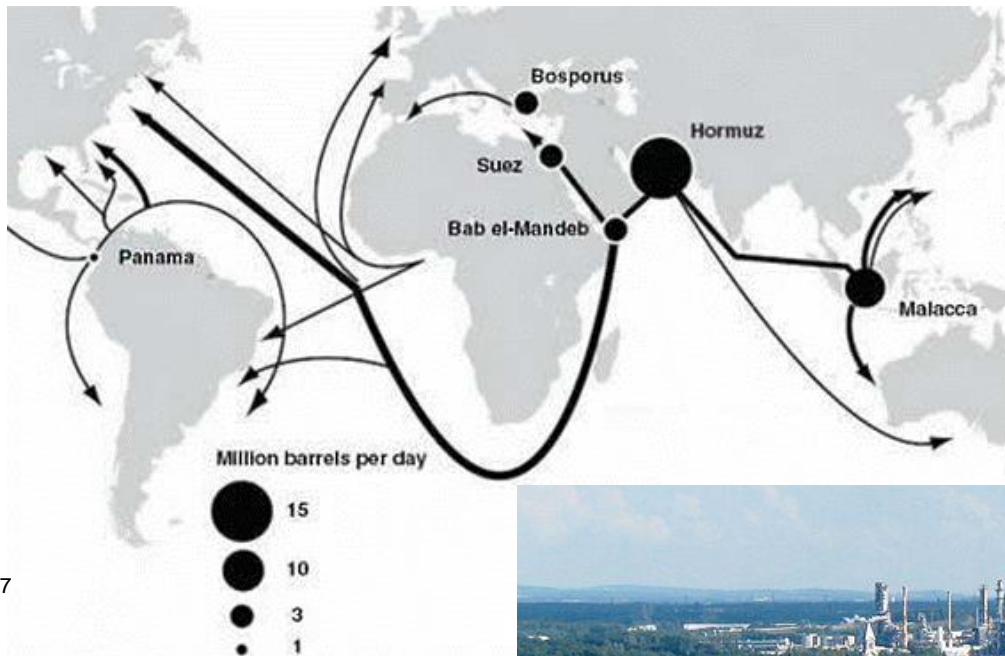 Bosporus
Hormuz
Suez
Bab el-Mandeb
Panama
Malacca
Million barrels per day
15
10
7
3
1